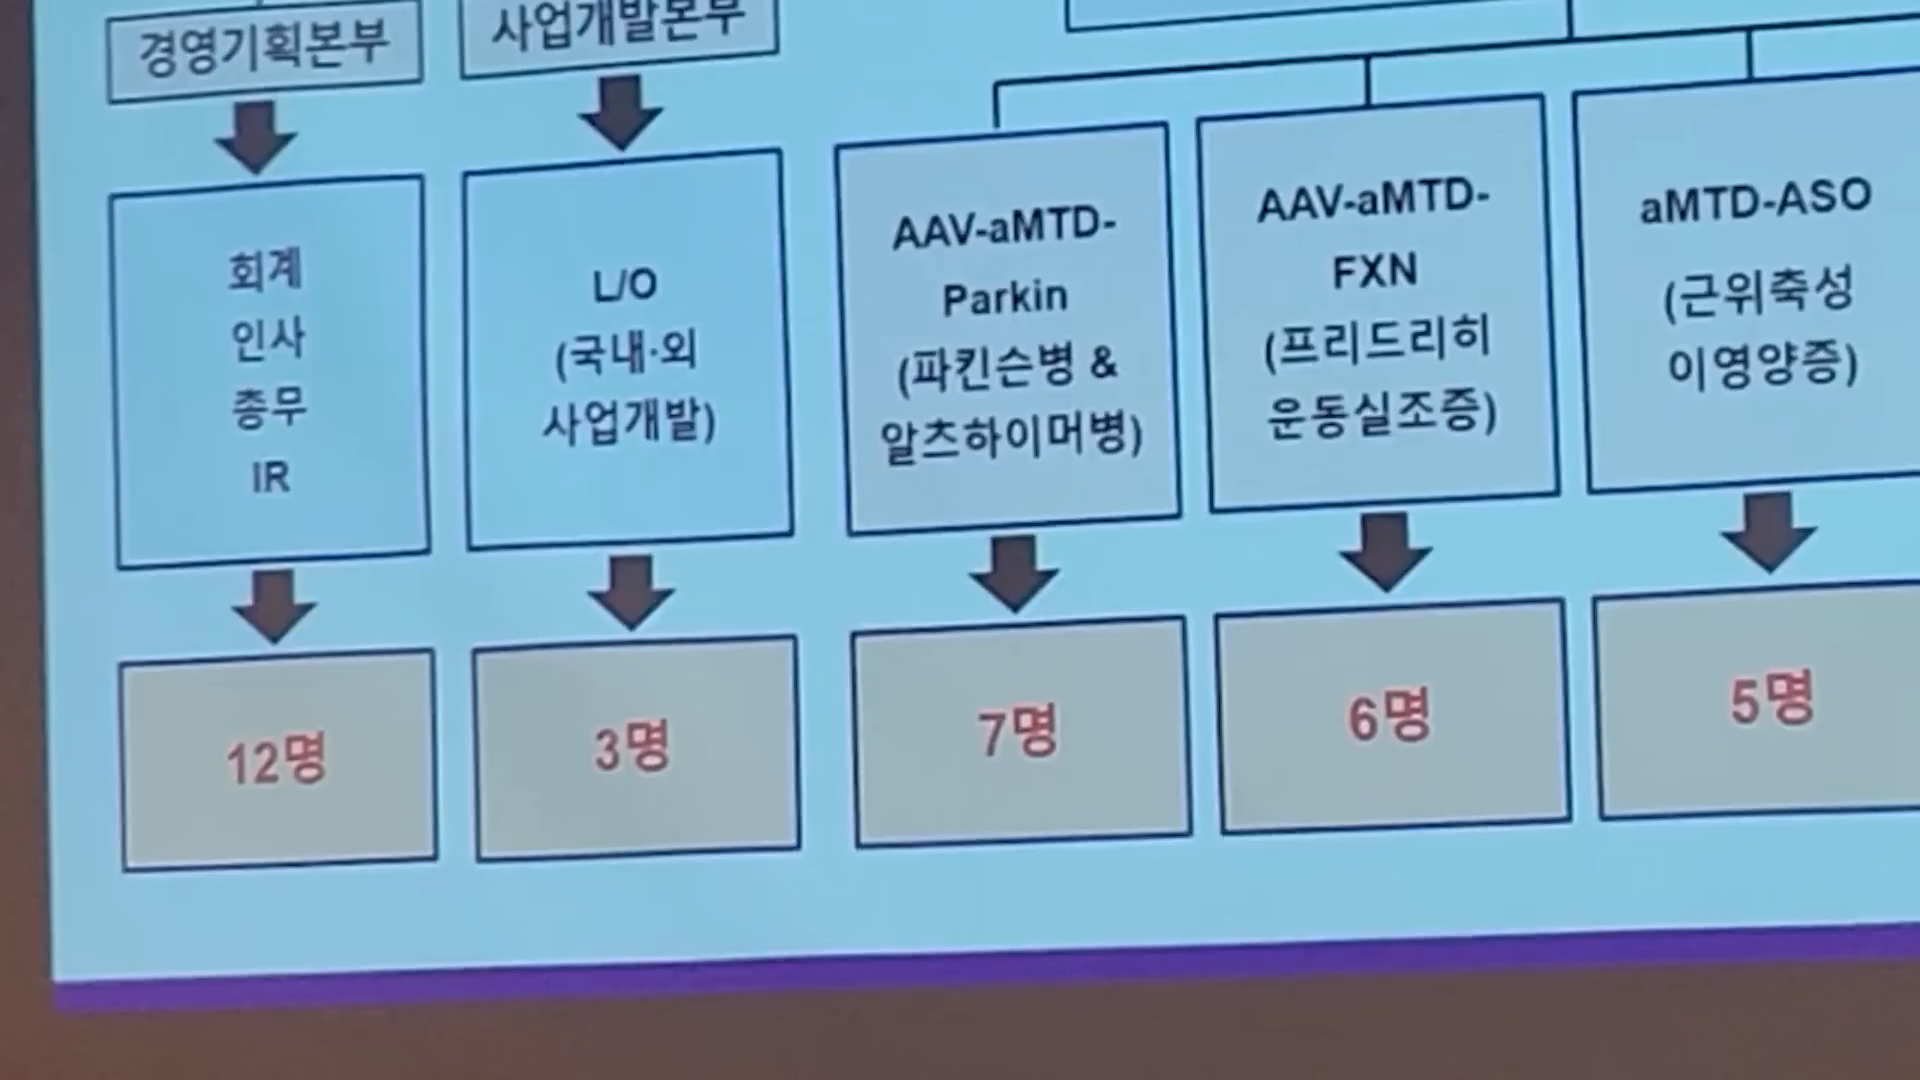 경영기획본부
사업개발본부
회계
인사
총무
IR
L/O
(국내·외
사업개발)
AAV-aMTD-
Parkin
(파킨슨병 &
알츠하이머병)
AAV-aMTD-
FXN
(프리드리히
운동실조증)
aMTD-ASO
(근위축성
이영양증)
12명
3명
7명
6명
5명